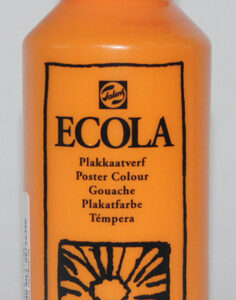 Talens
ECOLA
Plakkaatverf
Poster Colour
Gouache
Plakatfarbe
Témpera